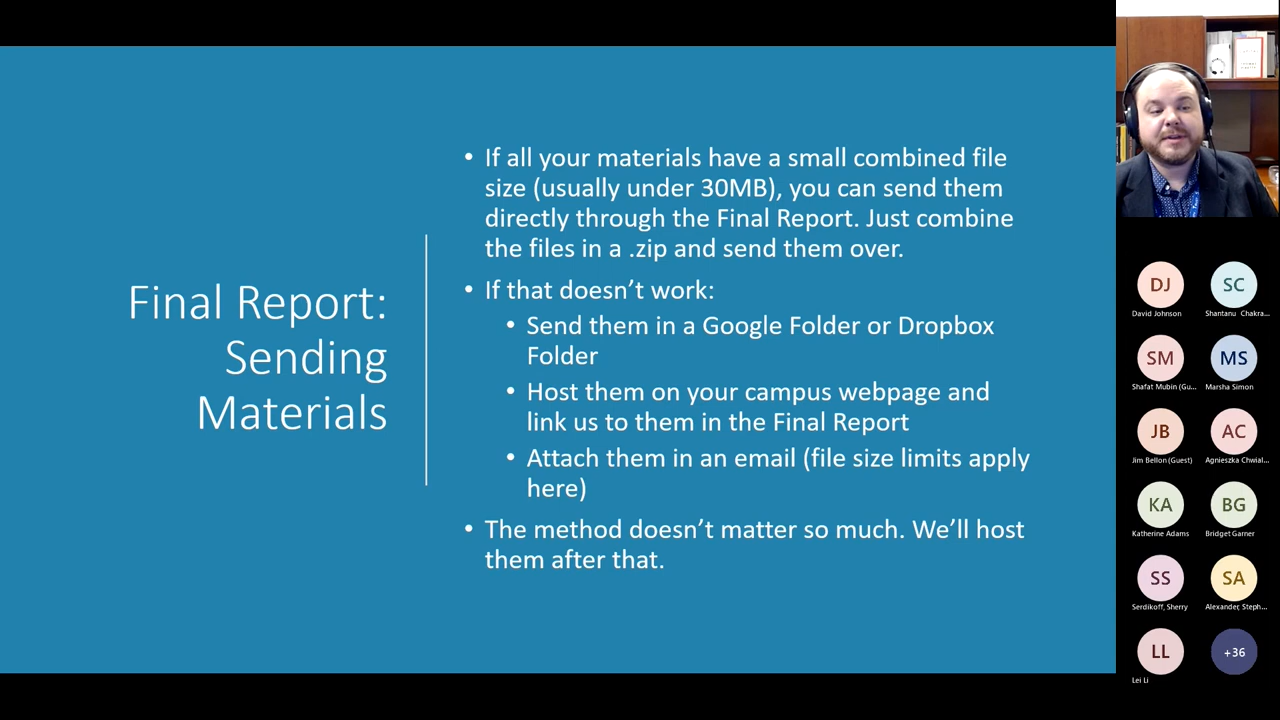 Final Report:
Sending
Materials
• If all your materials have a small combined file
size (usually under 30MB), you can send them
directly through the Final Report. Just combine
the files in a .zip and send them over.
• If that doesn’t work:
• Send them in a Google Folder or Dropbox
Folder
• Host them on your campus webpage and
link us to them in the Final Report
• Attach them in an email (file size limits apply
here)
• The method doesn’t matter so much. We’ll host
them after that.
DJ
David Johnson
SC
Shantanu Chakra...
SM
Shafat Mubin (Gu...
MS
Marsha Simon
JB
Jim Bellon (Guest)
AC
Agnieszka Chwial...
KA
Katherine Adams
BG
Bridget Garner
SS
Serdikoff, Sherry
SA
Alexander, Steph...
LL
Lei Li
+36